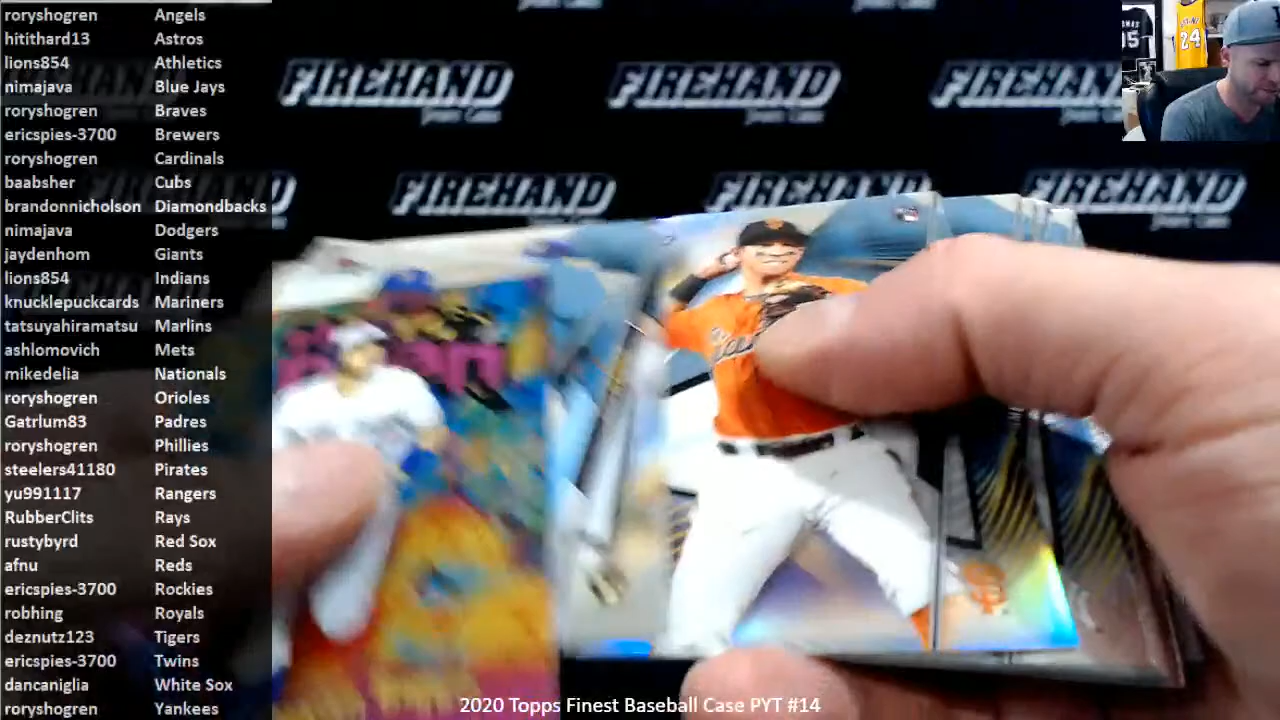 roryshogren Angels
hitithard13 Astros
lions854 Athletics
nimajava Blue Jays
roryshogren Braves
ericspies-3700 Brewers
roryshogren Cardinals
baabsher Cubs
brandonnicholson Diamondbacks
nimajava Dodgers
jaydenhom Giants
lions854 Indians
knucklepuckcards Mariners
tatsuyahiramatsu Marlins
ashlomovich Mets
mikedelia Nationals
roryshogren Orioles
Gatrlum83 Padres
roryshogren Phillies
steelers41180 Pirates
yu991117 Rangers
RubberClits Rays
rustybyrd Red Sox
afnu Reds
ericspies-3700 Rockies
robhing Royals
deznutz123 Tigers
ericspies-3700 Twins
dancaniglia White Sox
roryshogren Yankees
FIREHAND FIREHAND FIREHAND
FIREHAND FIREHAND FIREHAND
24
2020 Topps Finest Baseball Case PYT #14